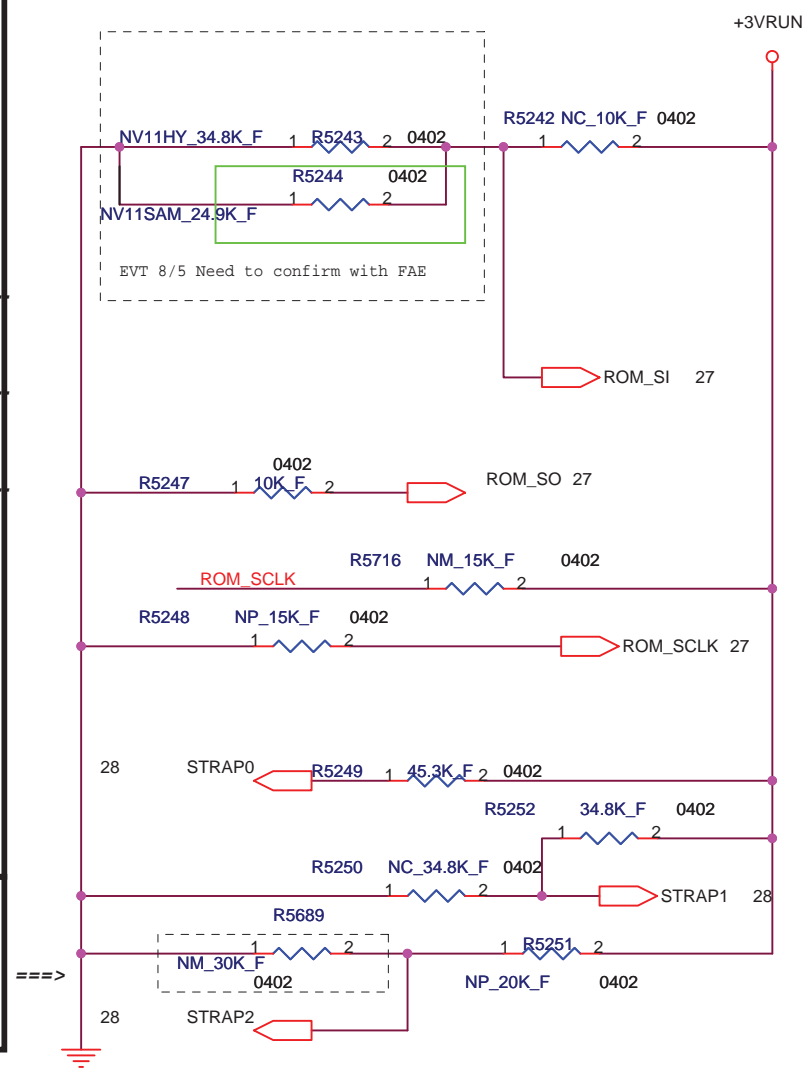 +3VRUN
R5242 NC_10K_F 0402
1 2
NV11HY_34.8K_F 1 R5243 2 0402
R5244 0402
1 2
NV11SAM_24.9K_F
EVT 8/5 Need to confirm with FAE
ROM_SI 27
0402
R5247 1 10K_F 2
ROM_SO 27
R5716 NM_15K_F 0402
ROM_SCLK 1 2
R5248 NP_15K_F 0402
1 2
ROM_SCLK 27
28 STRAP0 R5249 1 45.3K_F 2 0402
R5252 34.8K_F 0402
1 2
R5250 NC_34.8K_F 0402
1 2
STRAP1 28
R5689
1 2 1 R5251 2
NM_30K_F
===> 0402 NP_20K_F 0402
28 STRAP2